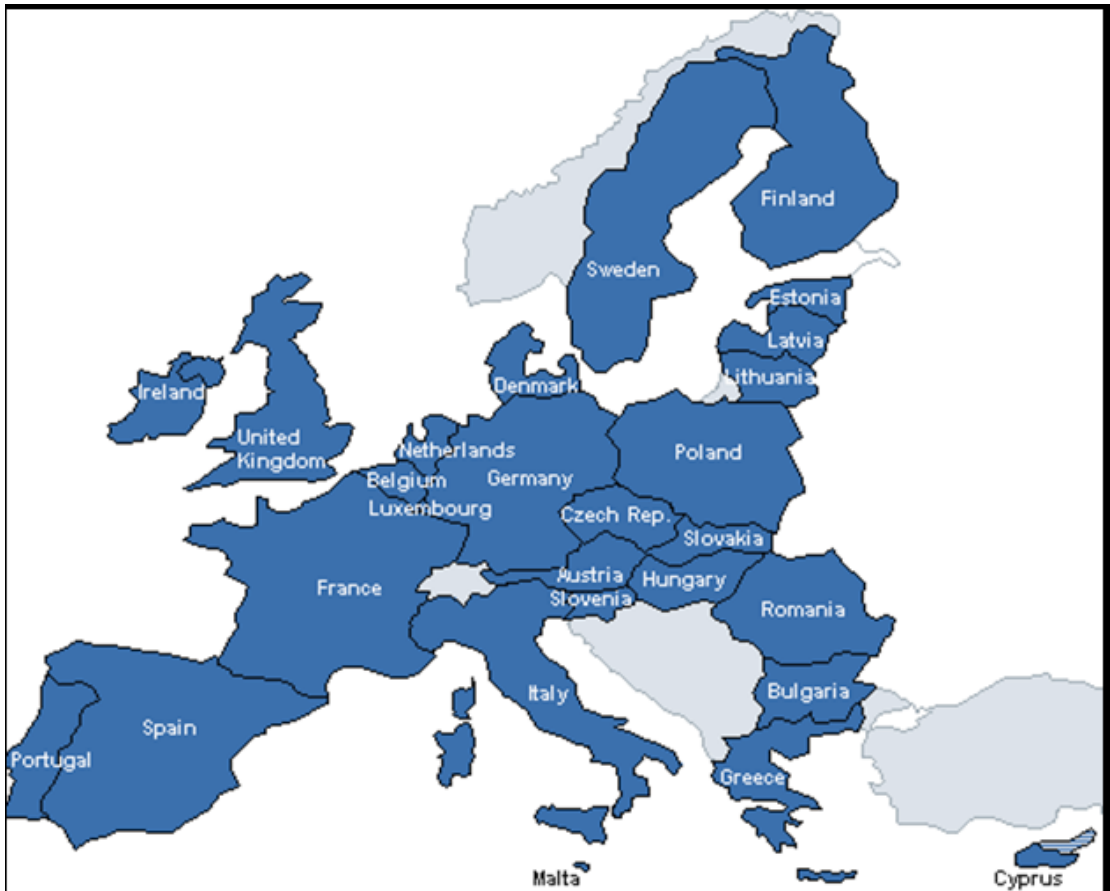 Finland
Sweden
Estonia
Latvia
Lithuania
Denmark
Ireland
United
Kingdom
Netherlands
Poland
Belgium
Germany
Luxembourg
Czech Rep.
Slovakia
Austria
Hungary
France
Slovenia
Romania
Italy
Bulgaria
Spain
Portugal
Greece
Malta
Cyprus